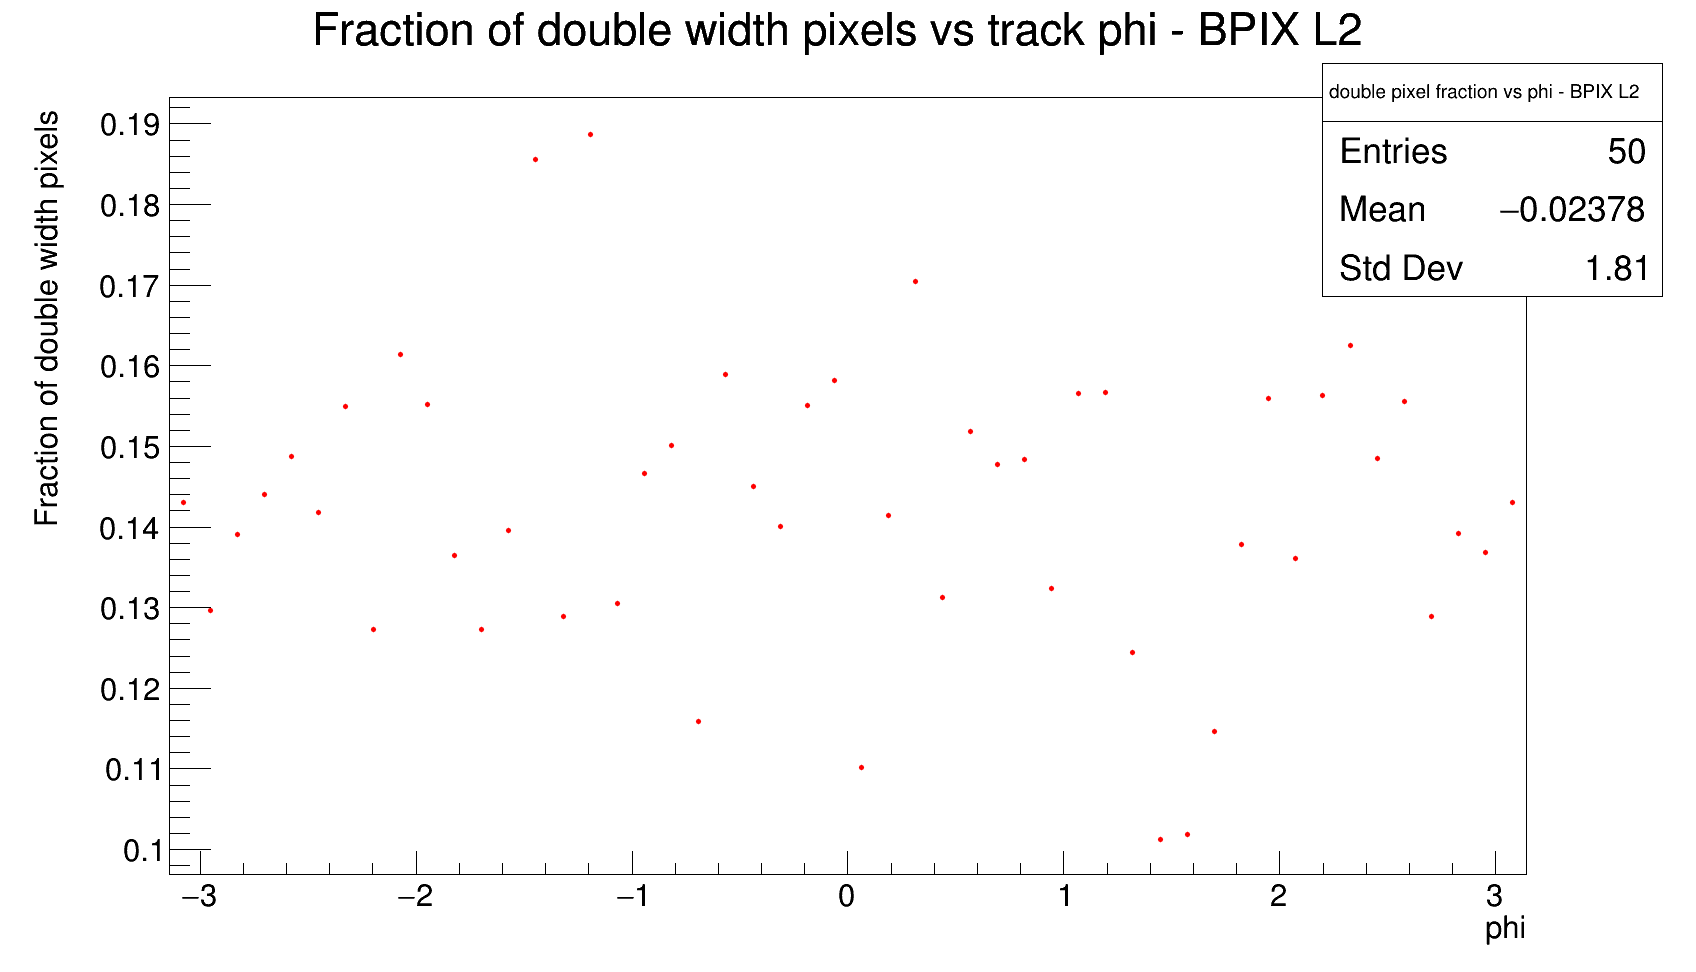 Fraction of double width pixels vs track phi - BPIX L2
double pixel fraction vs phi - BPIX L2
Entries 50
Mean −0.02378
Std Dev 1.81
Fraction of double width pixels
0.19
0.18
0.17
0.16
0.15
0.14
0.13
0.12
0.11
0.1
−3 −2 −1 0 1 2 3
phi